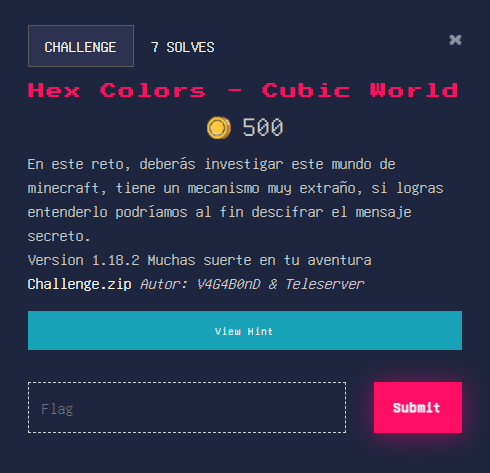 CHALLENGE 7 SOLVES ✖
Hex Colors - Cubic World
500
En este reto, deberás investigar este mundo de
minecraft, tiene un mecanismo muy extraño, si logras
entenderlo podríamos al fin descifrar el mensaje
secreto.
Version 1.18.2 Muchas suerte en tu aventura
Challenge.zip Autor: V4G4B0nD & Teleserver
View Hint
Flag Submit